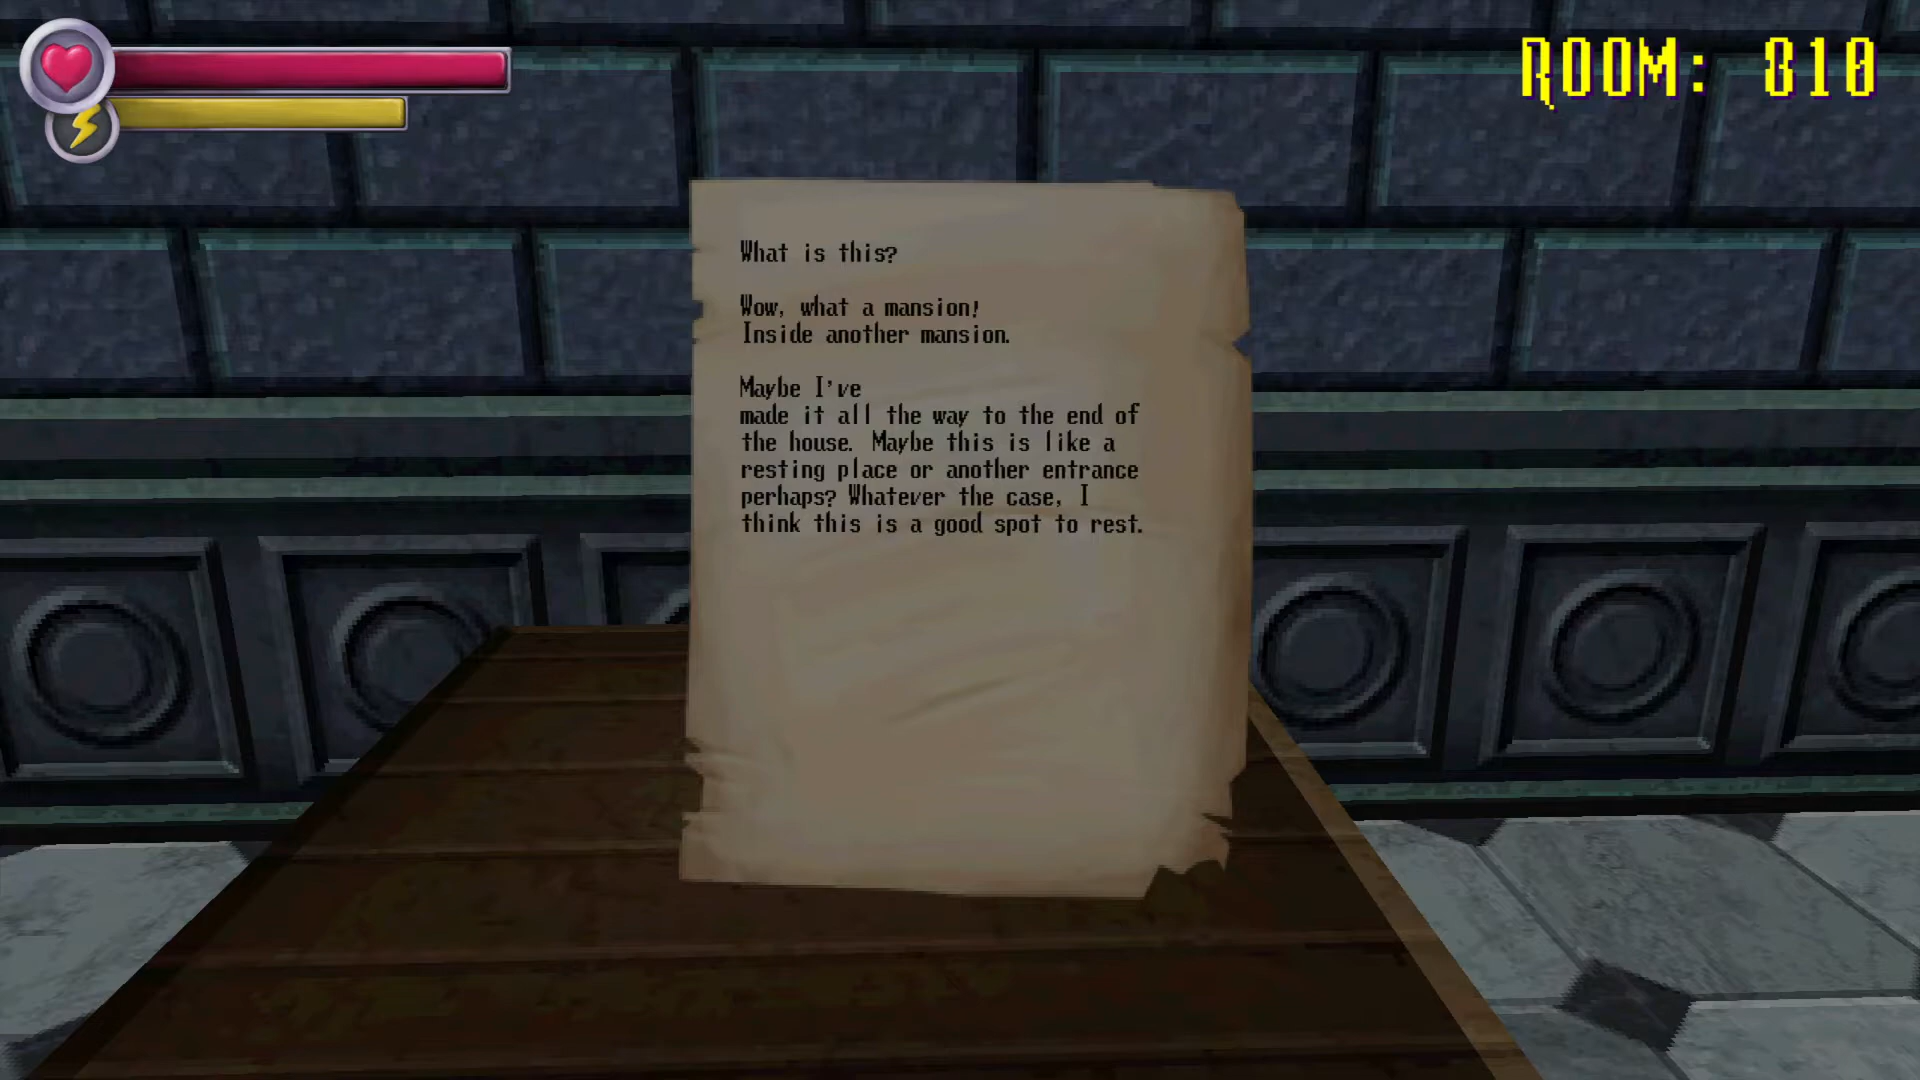 ROOM: 810
What is this?
Wow, what a mansion!
Inside another mansion.
Maybe I've
made it all the way to the end of
the house. Maybe this is like a
resting place or another entrance
perhaps? Whatever the case, I
think this is a good spot to rest.